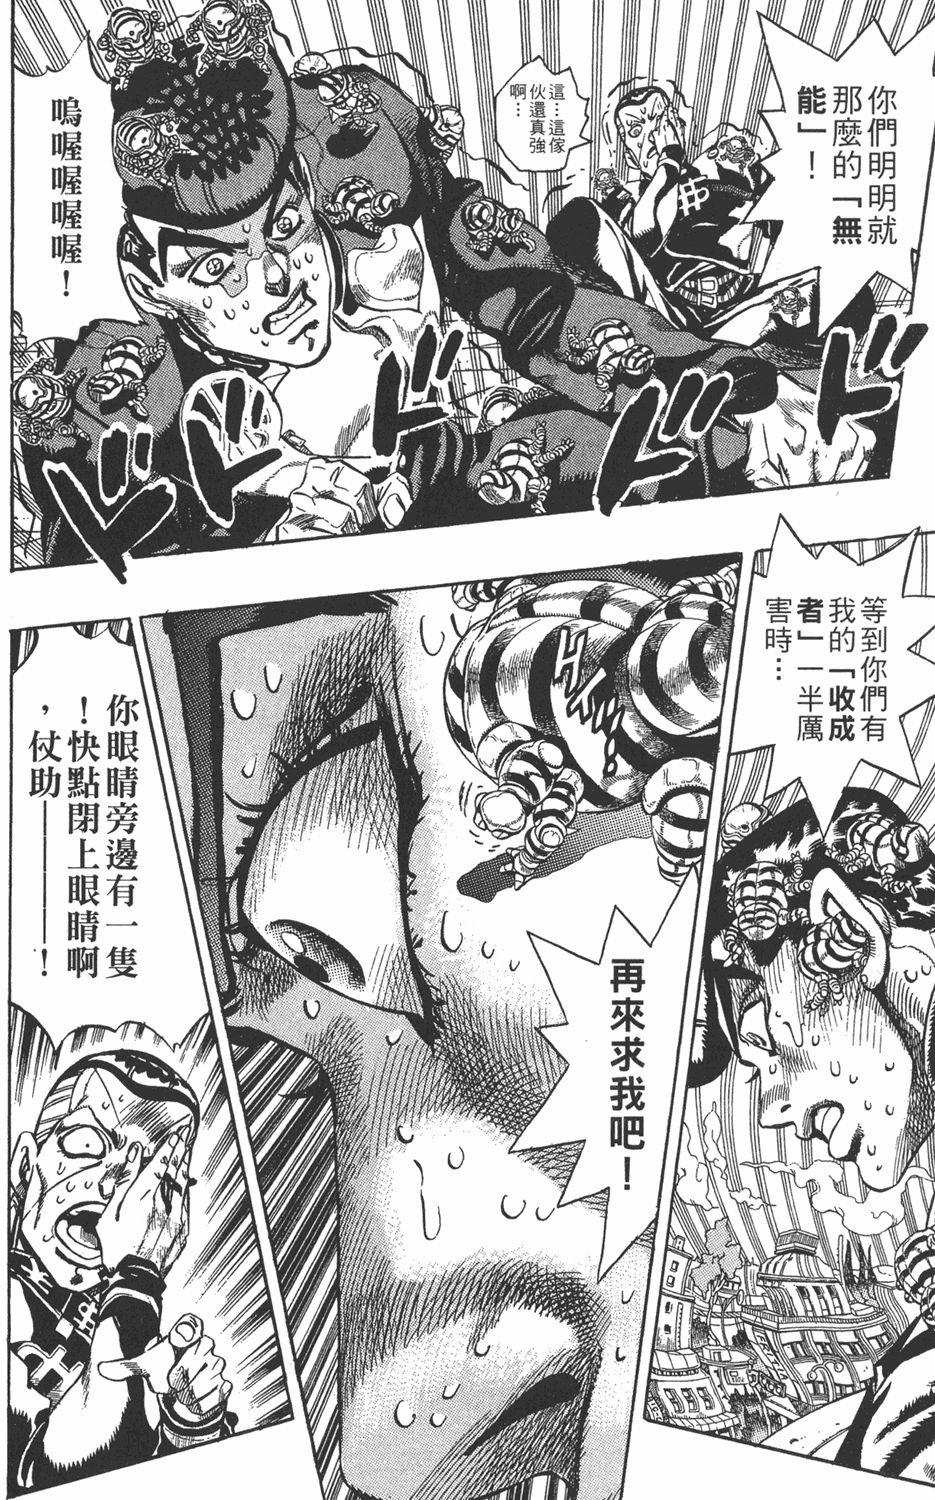 你們明明就
那麼的「無
能」！
這…這傢
伙還真強
啊…
嗚喔喔喔喔！
ドドドドドド
等到你們有
我的「收成
者」一半厲
害時…
再來求我吧！
你眼睛旁邊有一隻
！快點閉上眼睛啊
，仗助———！